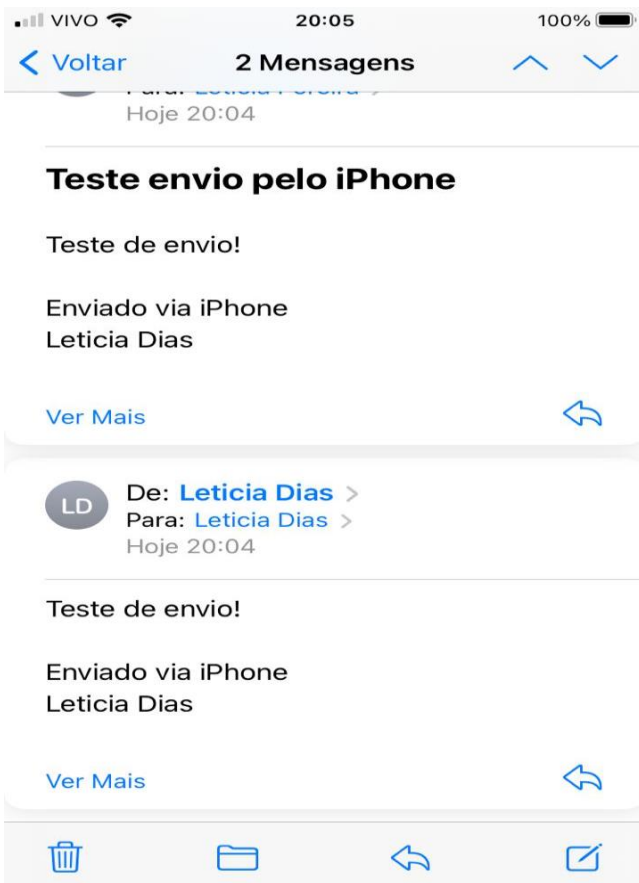 VIVO 20:05 100%
Voltar 2 Mensagens
Hoje 20:04
Teste envio pelo iPhone
Teste de envio!
Enviado via iPhone
Leticia Dias
Ver Mais
LD De: Leticia Dias
Para: Leticia Dias
Hoje 20:04
Teste de envio!
Enviado via iPhone
Leticia Dias
Ver Mais